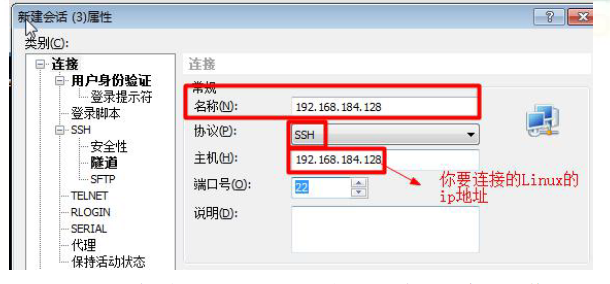 新建会话 (3)属性
类别(C):
连接
用户身份验证
登录提示符
登录脚本
SSH
安全性
隧道
SFTP
TELNET
RLOGIN
SERIAL
代理
保持活动状态
连接
常规
名称(N): 192.168.184.128
协议(P): SSH
主机(H): 192.168.184.128
端口号(O): 22
说明(D):
你要连接的Linux的
ip地址